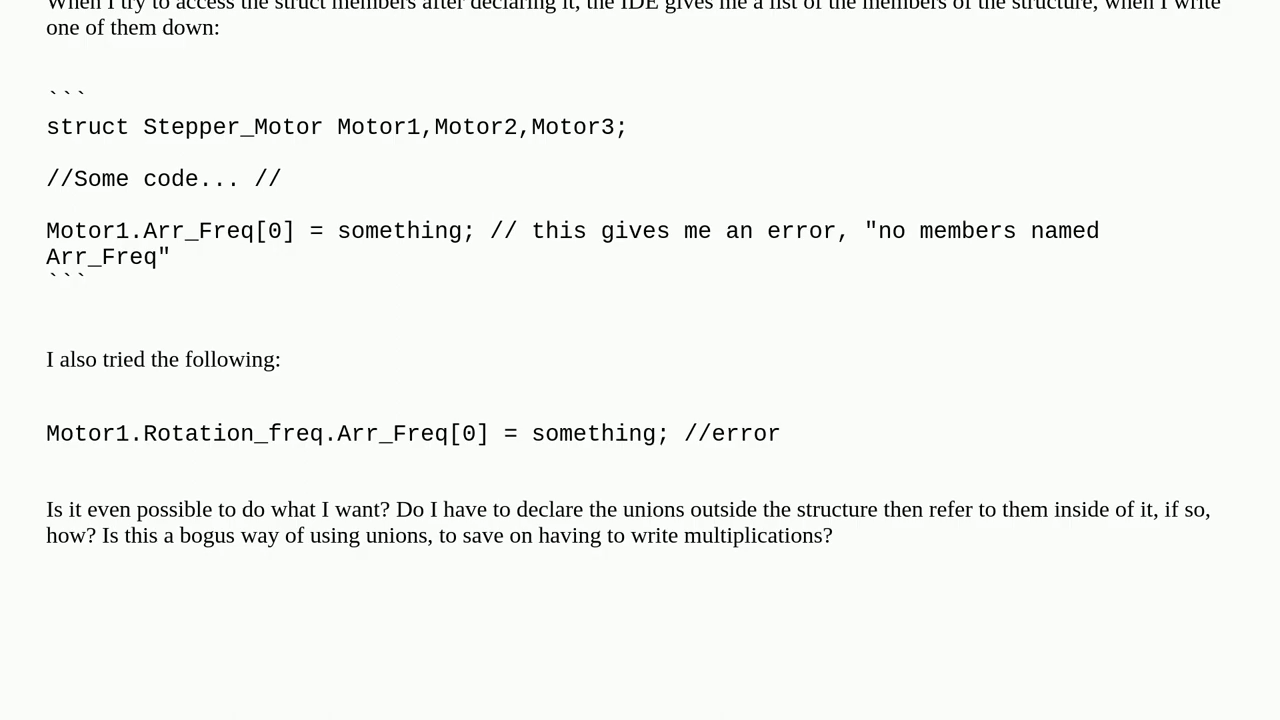 When I try to access the struct members after declaring it, the IDE gives me a list of the members of the structure, when I write
one of them down:
```
struct Stepper_Motor Motor1,Motor2,Motor3;
//Some code... //
Motor1.Arr_Freq[0] = something; // this gives me an error, "no members named
Arr_Freq"
```
I also tried the following:
Motor1.Rotation_freq.Arr_Freq[0] = something; //error
Is it even possible to do what I want? Do I have to declare the unions outside the structure then refer to them inside of it, if so,
how? Is this a bogus way of using unions, to save on having to write multiplications?